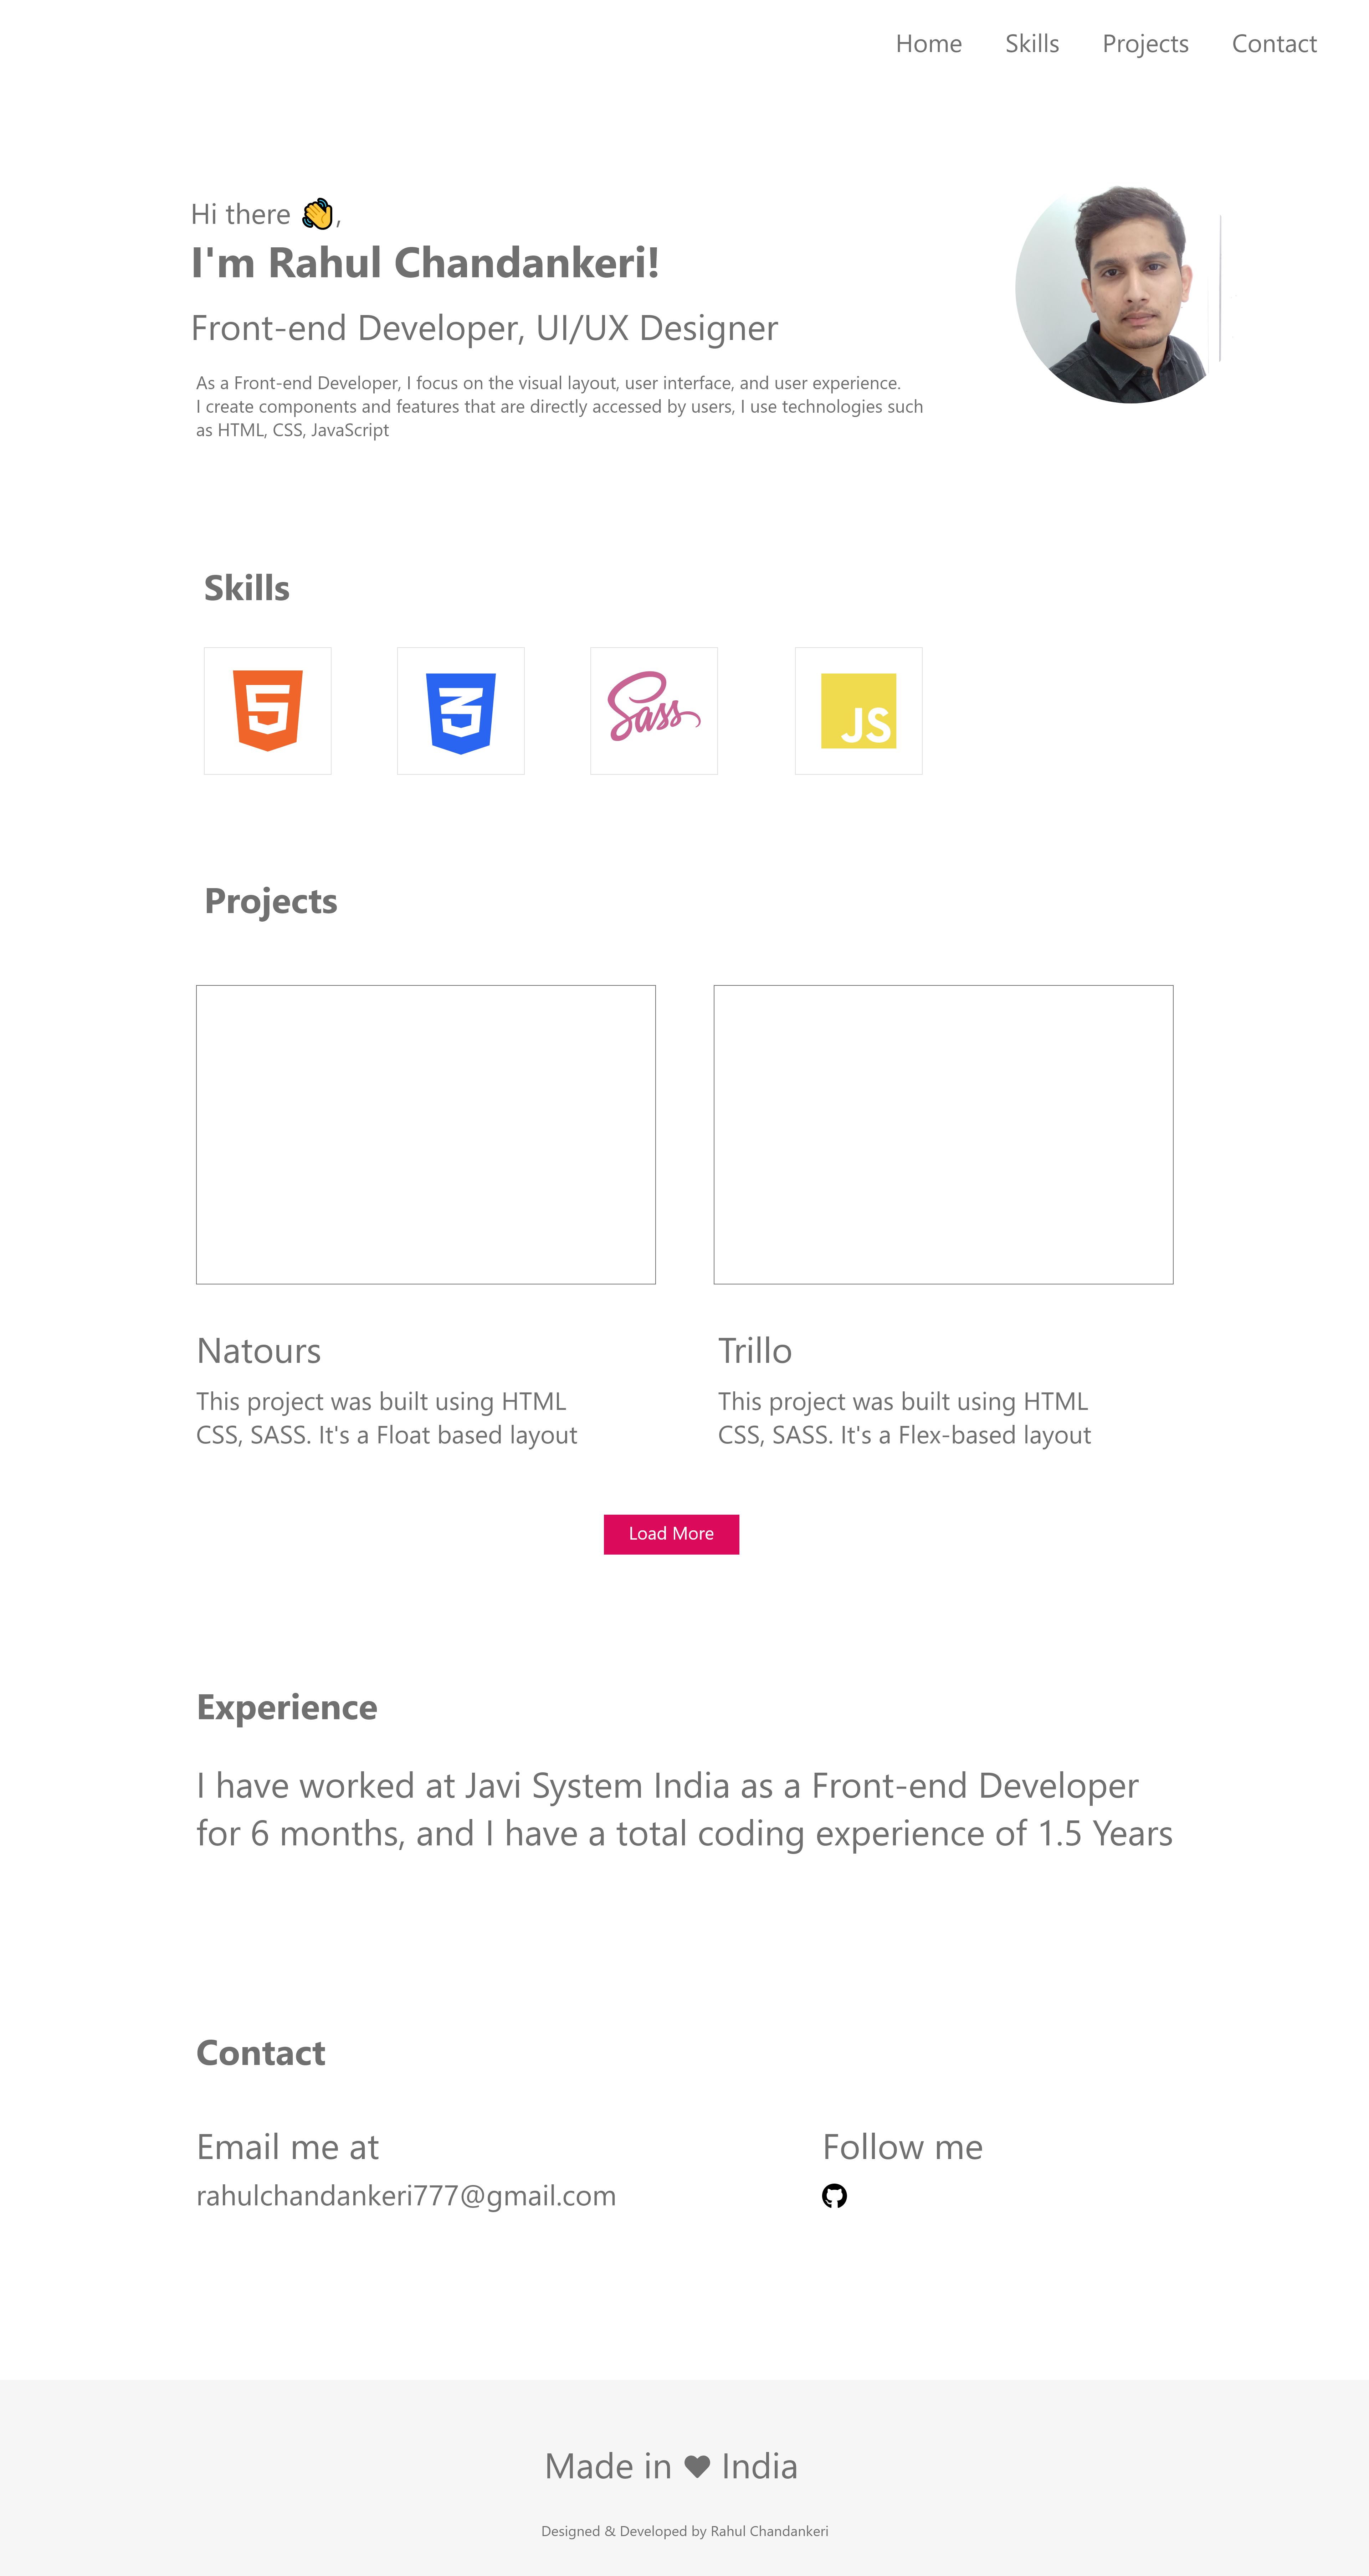 Home Skills Projects Contact
Hi there 👋,
I'm Rahul Chandankeri!
Front-end Developer, UI/UX Designer
As a Front-end Developer, I focus on the visual layout, user interface, and user experience.
I create components and features that are directly accessed by users, I use technologies such
as HTML, CSS, JavaScript
Skills
5
3
Sass
JS
Projects
Natours
This project was built using HTML
CSS, SASS. It's a Float based layout
Trillo
This project was built using HTML
CSS, SASS. It's a Flex-based layout
Load More
Experience
I have worked at Javi System India as a Front-end Developer
for 6 months, and I have a total coding experience of 1.5 Years
Contact
Email me at
rahulchandankeri777@gmail.com
Follow me
Made in ❤ India
Designed & Developed by Rahul Chandankeri